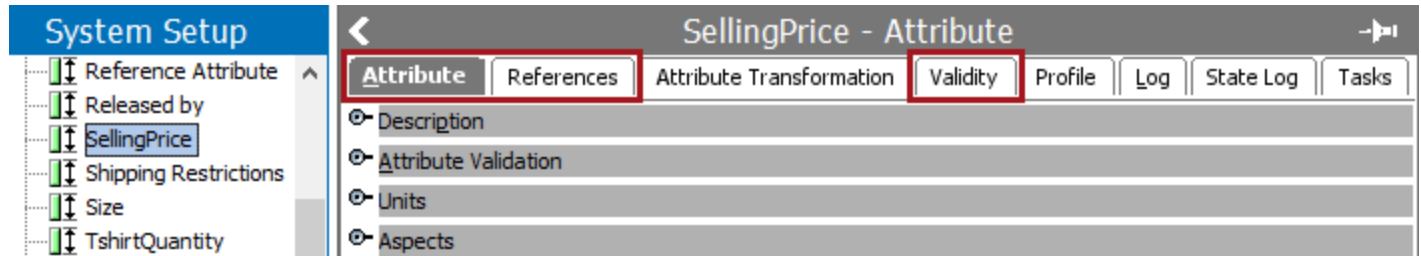 System Setup
Reference Attribute
Released by
SellingPrice
Shipping Restrictions
Size
TshirtQuantity
SellingPrice - Attribute
Attribute References Attribute Transformation Validity Profile Log State Log Tasks
Description
Attribute Validation
Units
Aspects